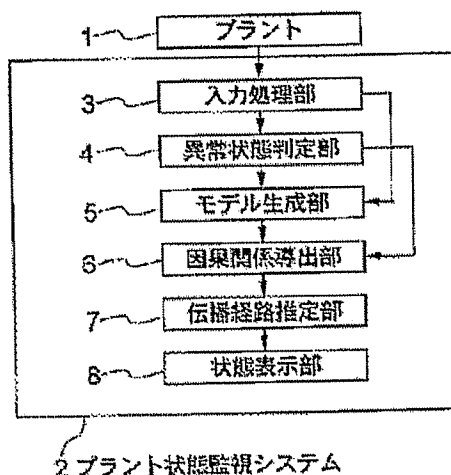 1 プラント
3 入力処理部
4 異常状態判定部
5 モデル生成部
6 因果関係導出部
7 伝播経路推定部
8 状態表示部
2 プラント状態監視システム